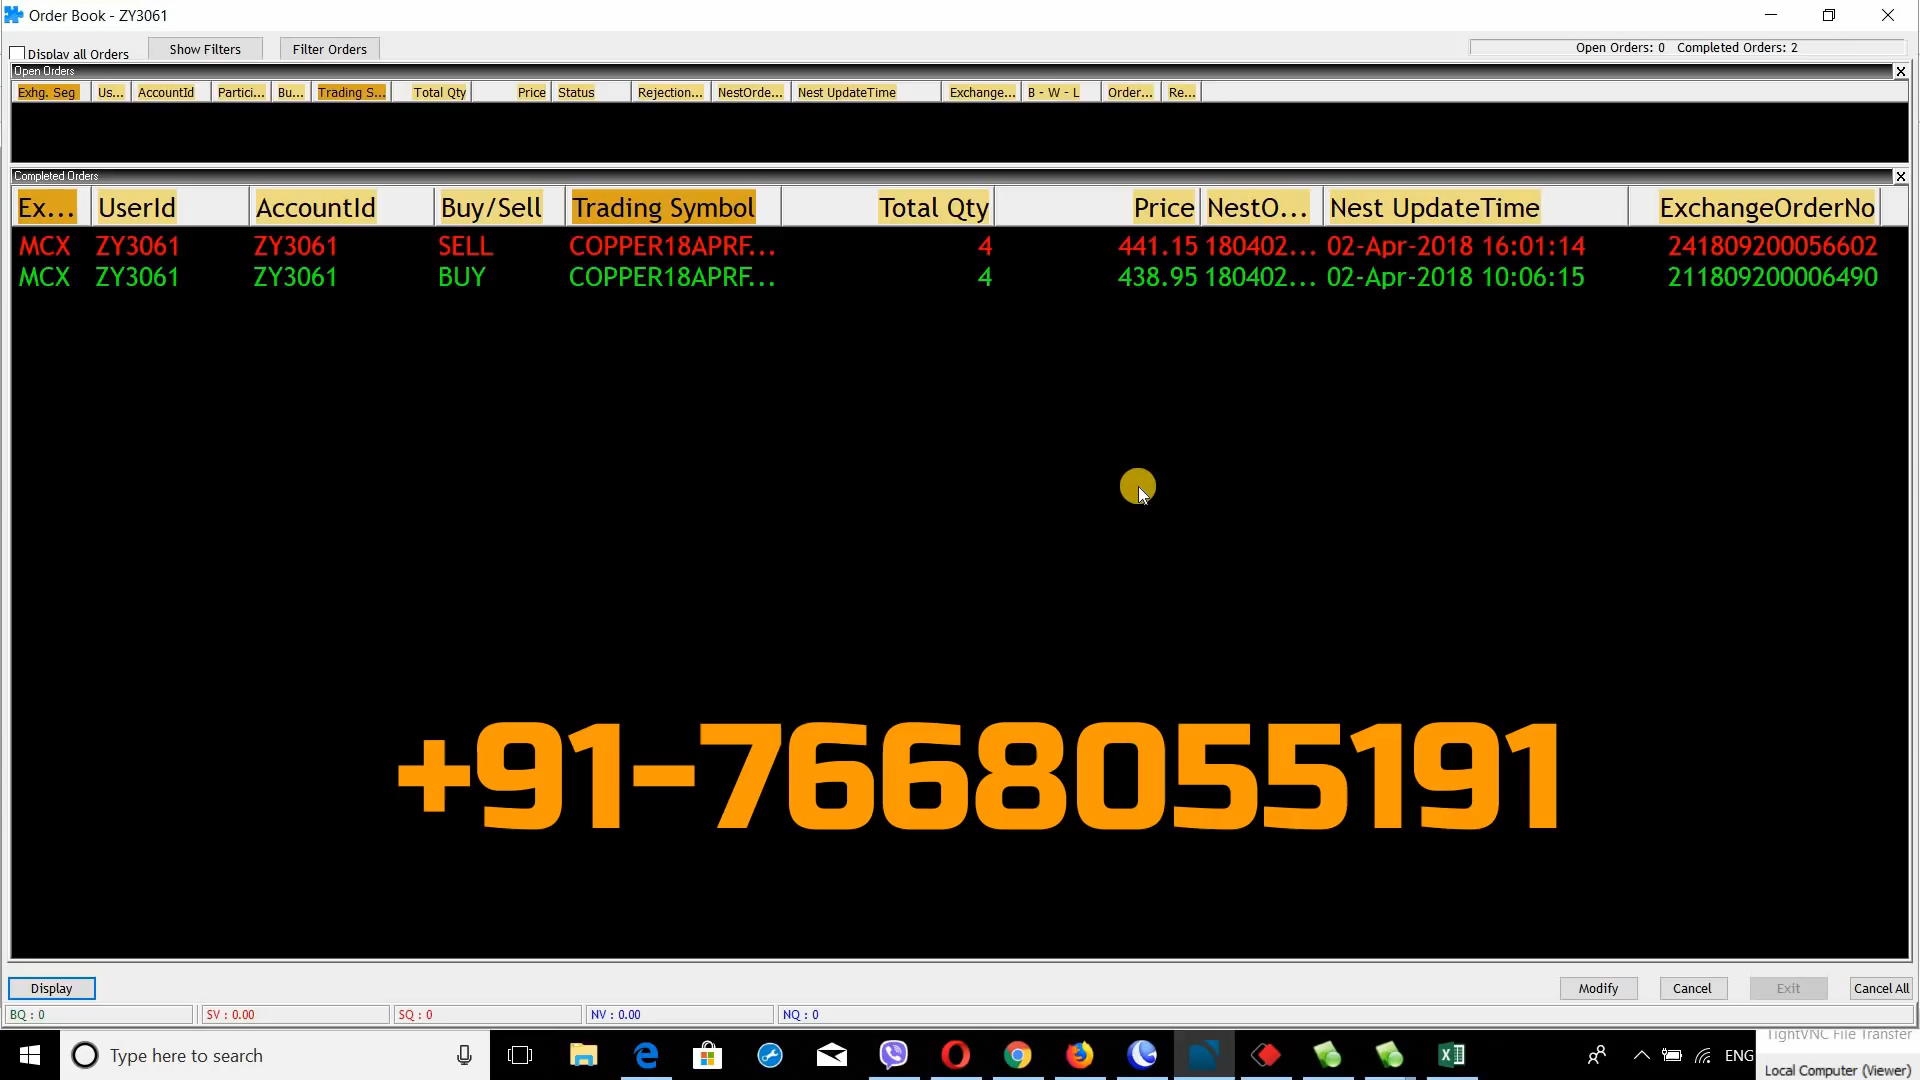 Order Book - ZY3061
Display all Orders Show Filters Filter Orders Open Orders: 0 Completed Orders: 2
Open Orders
Exhg. Seg Us... AccountId Partici... Bu... Trading S... Total Qty Price Status Rejection... NestOrde... Nest UpdateTime Exchange... B - W - L Order... Re...
Completed Orders
Ex... UserId AccountId Buy/Sell Trading Symbol Total Qty Price NestO... Nest UpdateTime ExchangeOrderNo
MCX ZY3061 ZY3061 SELL COPPER18APRF... 4 441.15 180402... 02-Apr-2018 16:01:14 241809200056602
MCX ZY3061 ZY3061 BUY COPPER18APRF... 4 438.95 180402... 02-Apr-2018 10:06:15 211809200006490
+91-7668055191
Display Modify Cancel Exit Cancel All
BQ : 0 SV : 0.00 SQ : 0 NV : 0.00 NQ : 0
Type here to search ENG
TightVNC File Transfer
Local Computer (Viewer)